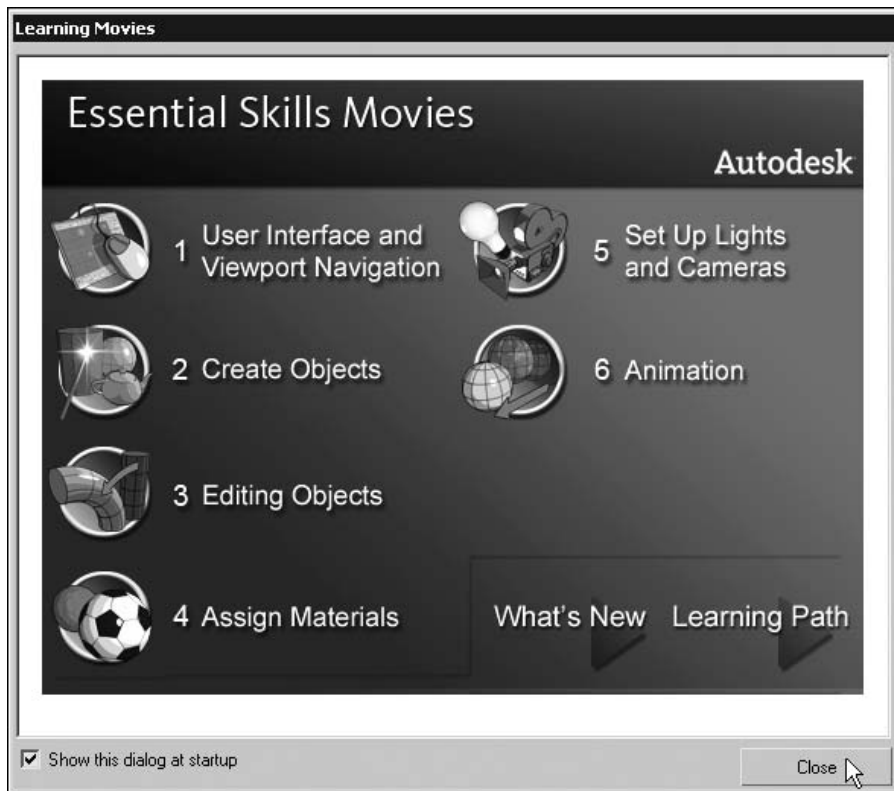 Learning Movies
Essential Skills Movies
Autodesk
1 User Interface and
Viewport Navigation
2 Create Objects
3 Editing Objects
4 Assign Materials
5 Set Up Lights
and Cameras
6 Animation
What's New
Learning Path
Show this dialog at startup
Close